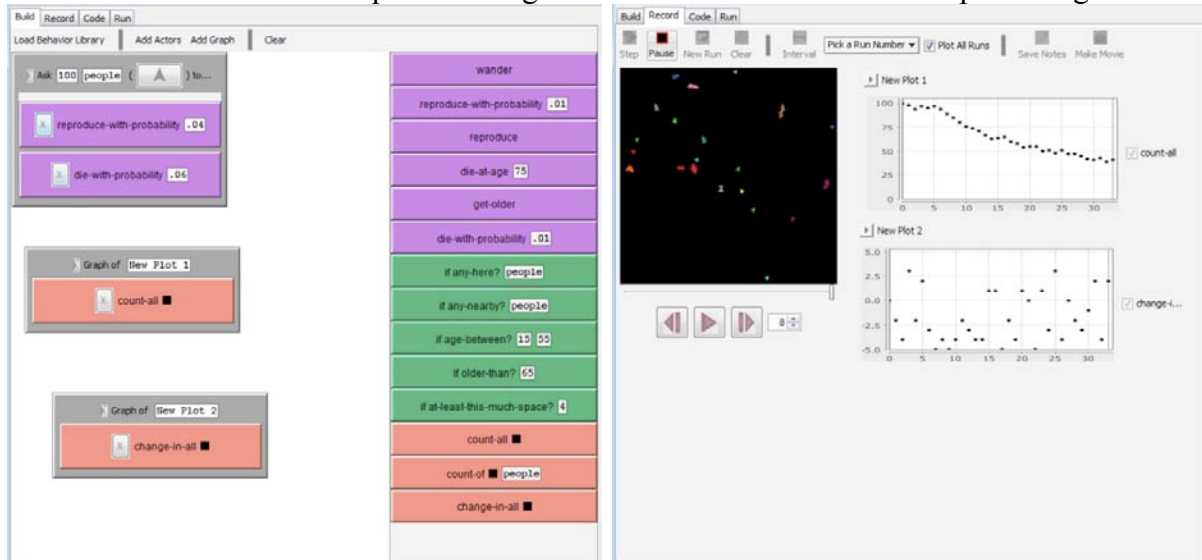 Build Record Code Run
Load Behavior Library Add Actors Add Graph Clear
Ask 100 people ( ) to...
x reproduce-with-probability .04
x die-with-probability .06
Graph of New Plot 1
x count-all
Graph of New Plot 2
x change-in-all
wander
reproduce-with-probability .01
reproduce
die-at-age 75
get-older
die-with-probability .01
if any-here? people
if any-nearby? people
if age-between? 15 55
if older-than? 65
if at-least-this-much-space? 4
count-all
count-of people
change-in-all
Build Record Code Run
Step Pause New Run Clear Interval Pick a Run Number Plot All Runs Save Notes Make Movie
New Plot 1
100
75
50
25
0
0 5 10 15 20 25 30
count-all
New Plot 2
5.0
2.5
0.0
-2.5
-5.0
0 5 10 15 20 25 30
change-i...
8